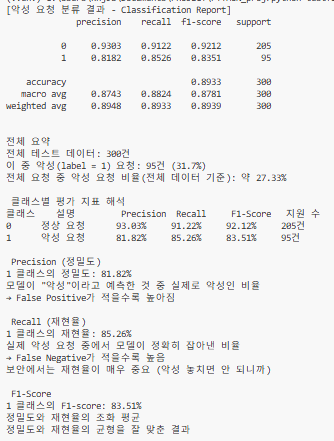 [악성 요청 분류 결과 - Classification Report]
precision recall f1-score support
0 0.9303 0.9122 0.9212 205
1 0.8182 0.8526 0.8351 95
accuracy 0.8933 300
macro avg 0.8743 0.8824 0.8781 300
weighted avg 0.8948 0.8933 0.8939 300
전체 요약
전체 테스트 데이터: 300건
이 중 악성(label = 1) 요청: 95건 (31.7%)
전체 요청 중 악성 요청 비율(전체 데이터 기준): 약 27.33%
클래스별 평가 지표 해석
클래스 설명 Precision Recall F1-Score 지원 수
0 정상 요청 93.03% 91.22% 92.12% 205건
1 악성 요청 81.82% 85.26% 83.51% 95건
Precision (정밀도)
1 클래스의 정밀도: 81.82%
모델이 "악성"이라고 예측한 것 중 실제로 악성인 비율
→ False Positive가 적을수록 높아짐
Recall (재현율)
1 클래스의 재현율: 85.26%
실제 악성 요청 중에서 모델이 정확히 잡아낸 비율
→ False Negative가 적을수록 높음
보안에서는 재현율이 매우 중요 (악성 놓치면 안 되니까)
F1-Score
1 클래스의 F1-score: 83.51%
정밀도와 재현율의 조화 평균
정밀도와 재현율의 균형을 잘 맞춘 결과